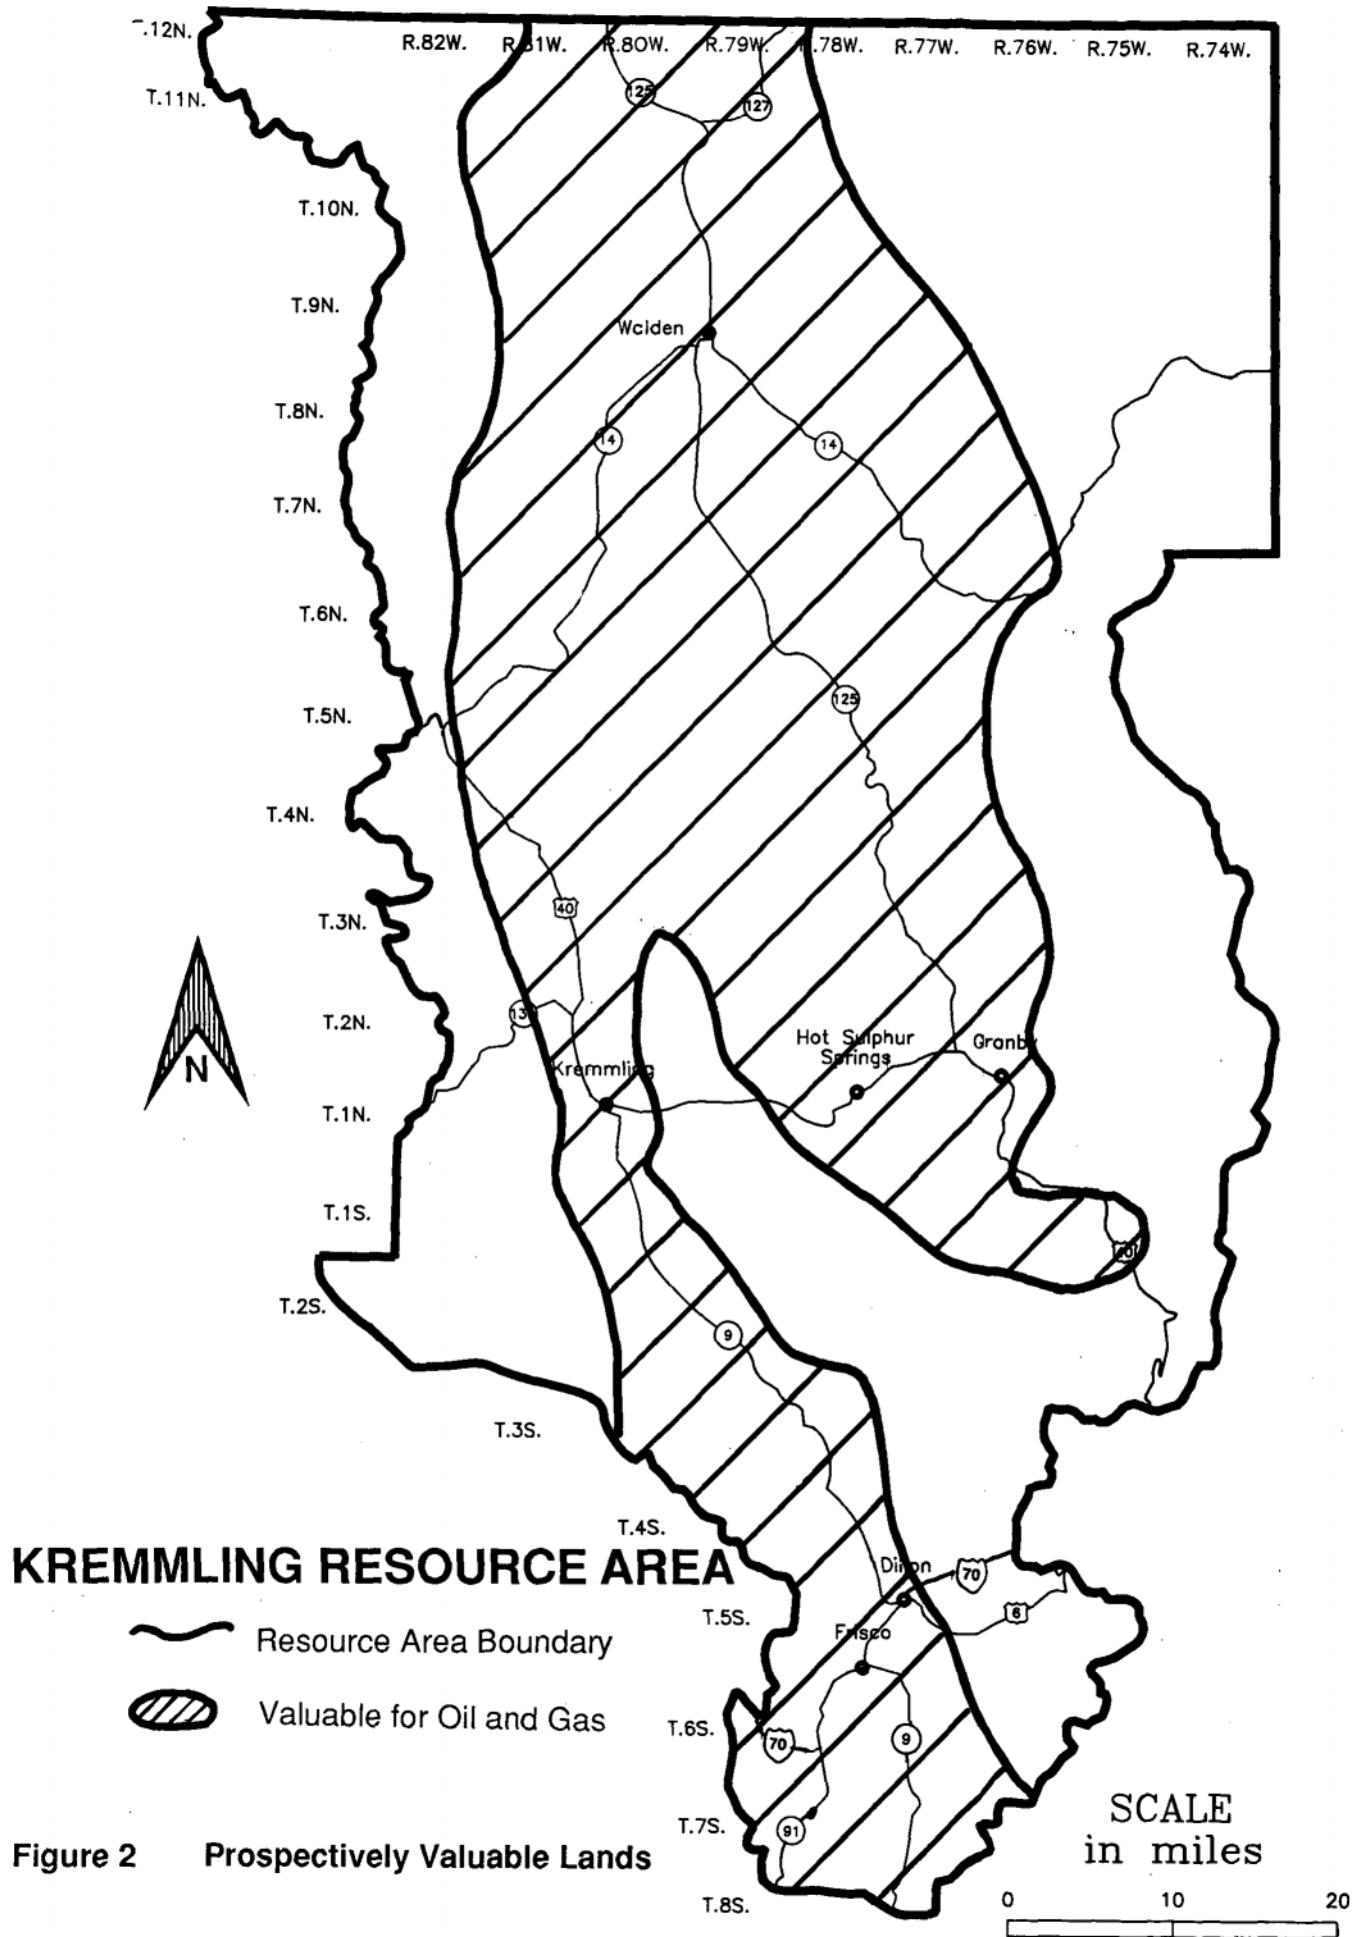 T.12N.
R.82W. R.81W. R.80W. R.79W. R.78W. R.77W. R.76W. R.75W. R.74W.
T.11N.
125
127
T.10N.
T.9N.
Walden
T.8N.
14
14
T.7N.
T.6N.
T.5N.
125
T.4N.
40
T.3N.
13
T.2N.
Hot Sulphur
Springs
Granby
N
Kremmling
T.1N.
T.1S.
40
T.2S.
9
T.3S.
T.4S.
KREMMLING RESOURCE AREA
Dillon
70
6
T.5S.
Resource Area Boundary
Frisco
Valuable for Oil and Gas
T.6S.
70
9
T.7S.
91
SCALE
in miles
Figure 2 Prospectively Valuable Lands
T.8S.
0 10 20